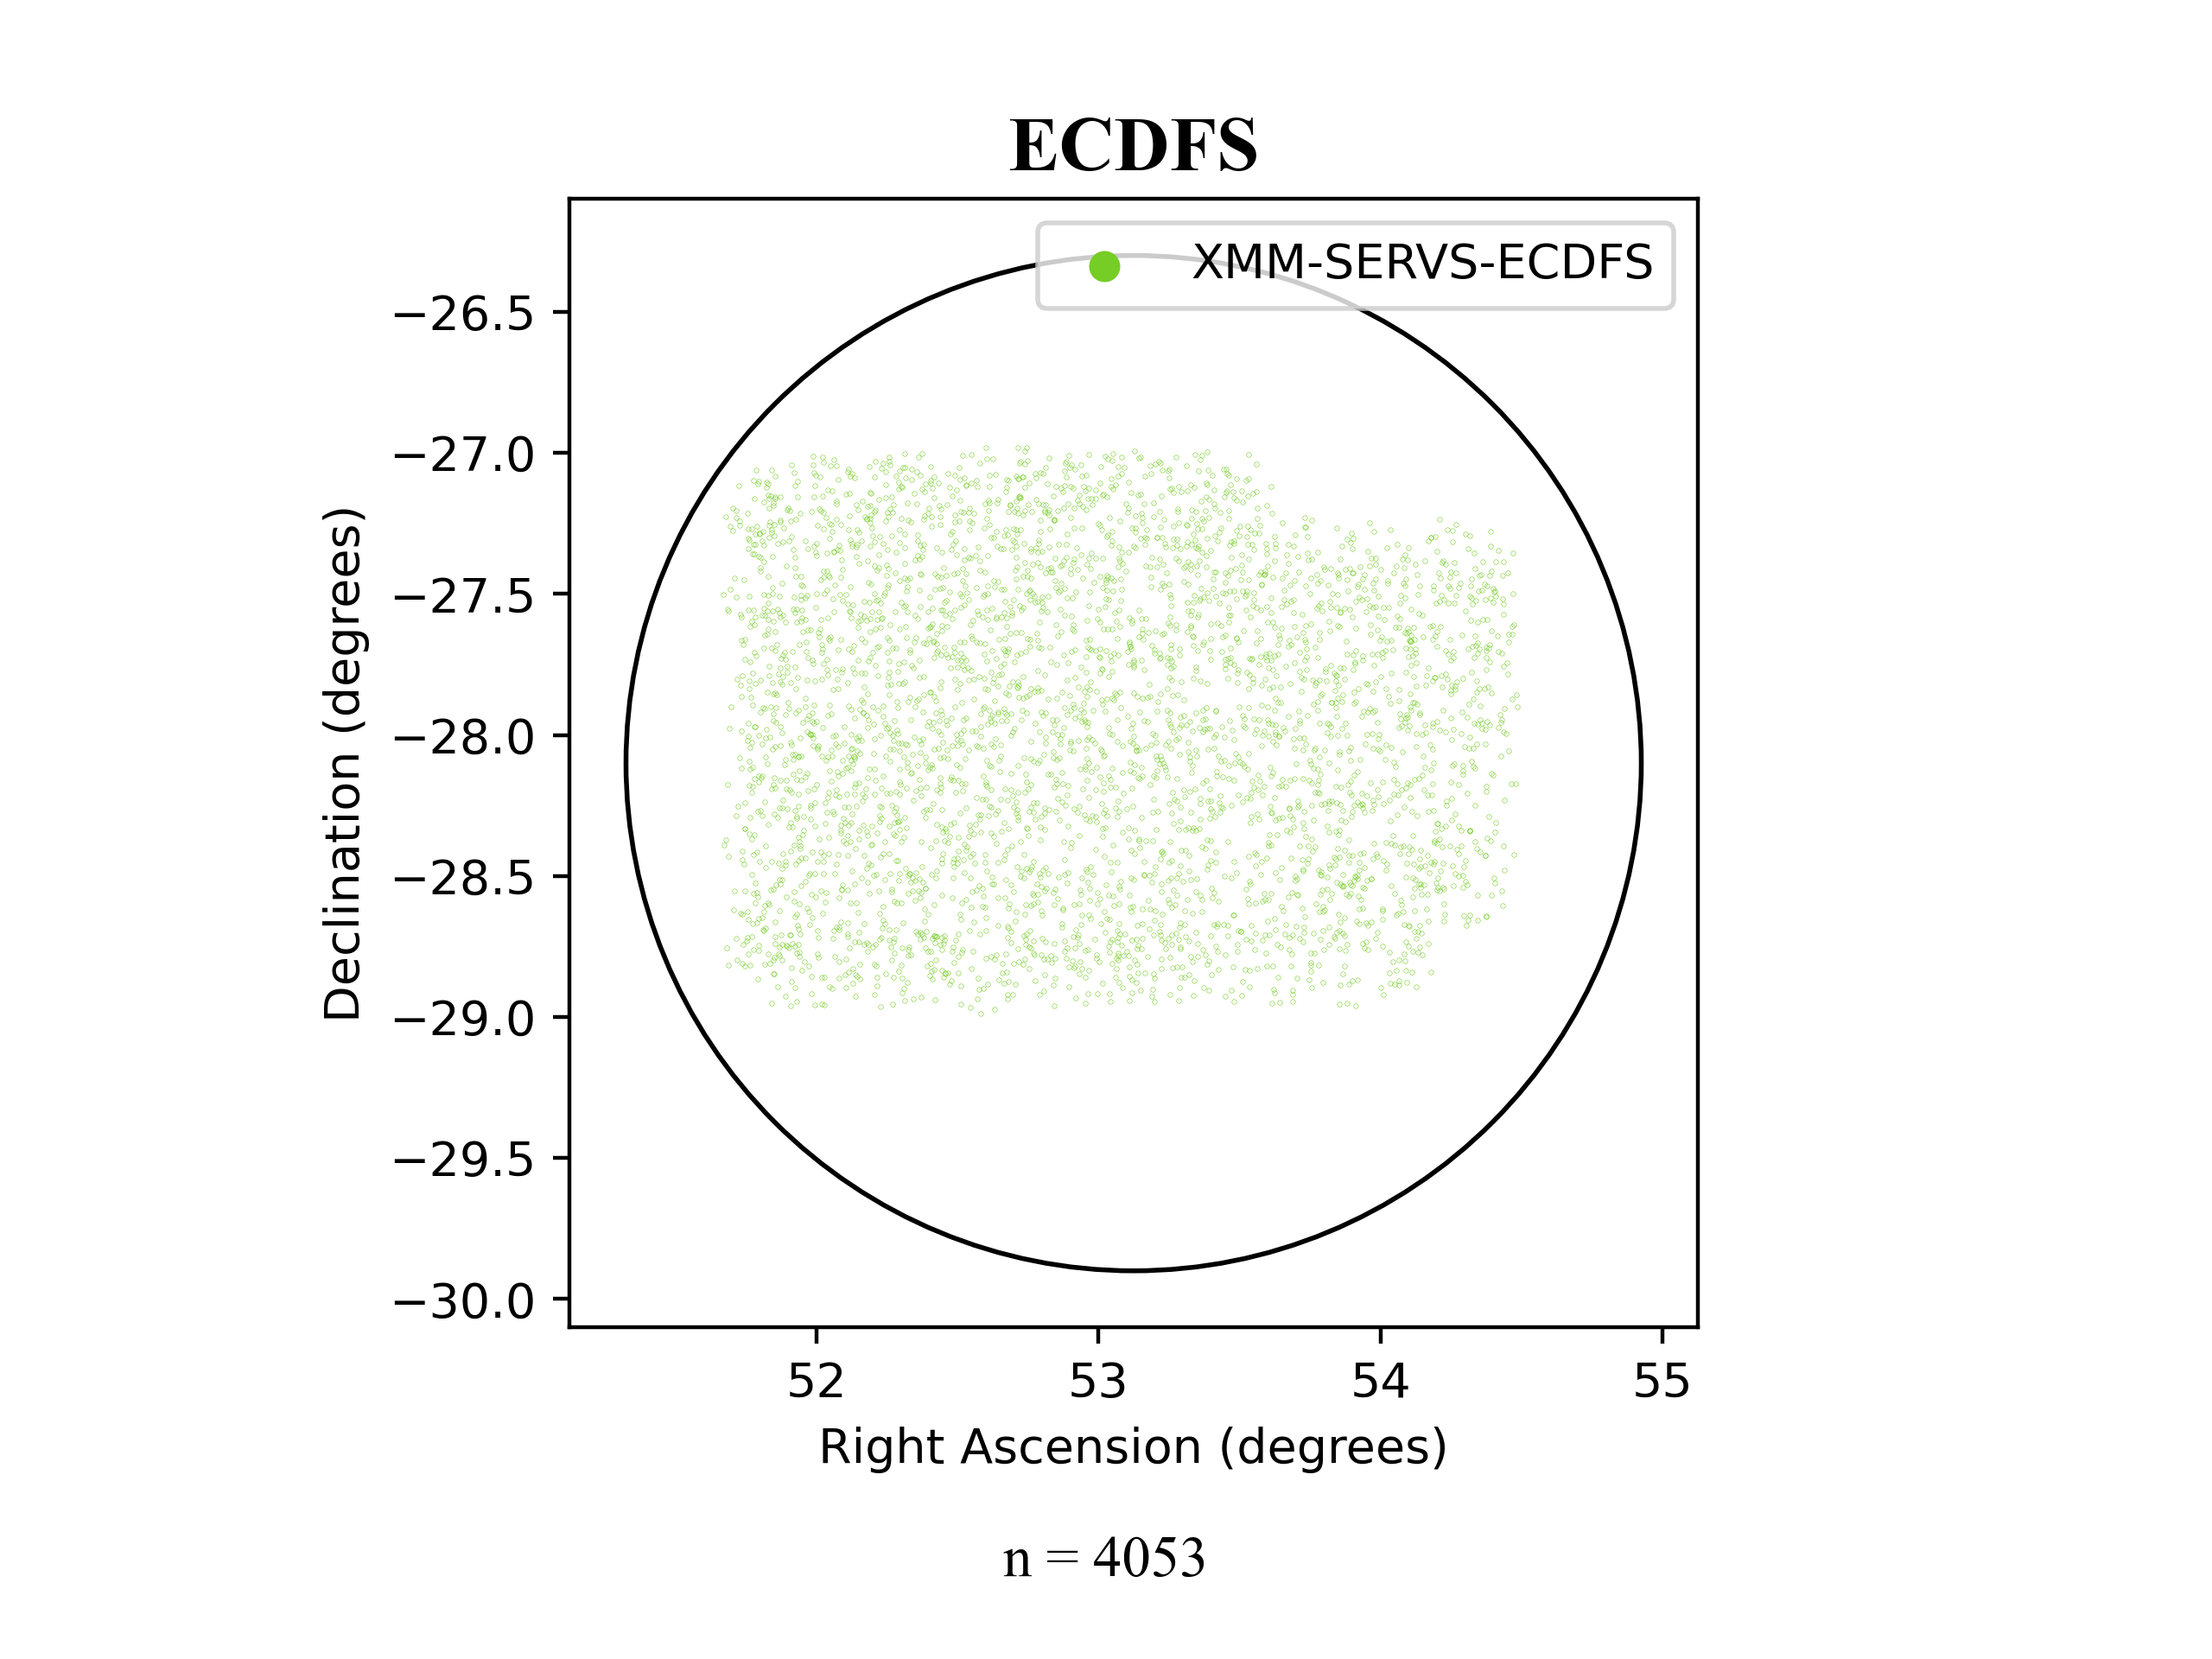 ECDFS
XMM-SERVS-ECDFS
−26.5
−27.0
−27.5
−28.0
−28.5
−29.0
−29.5
−30.0
Declination (degrees)
52 53 54 55
Right Ascension (degrees)
n = 4053